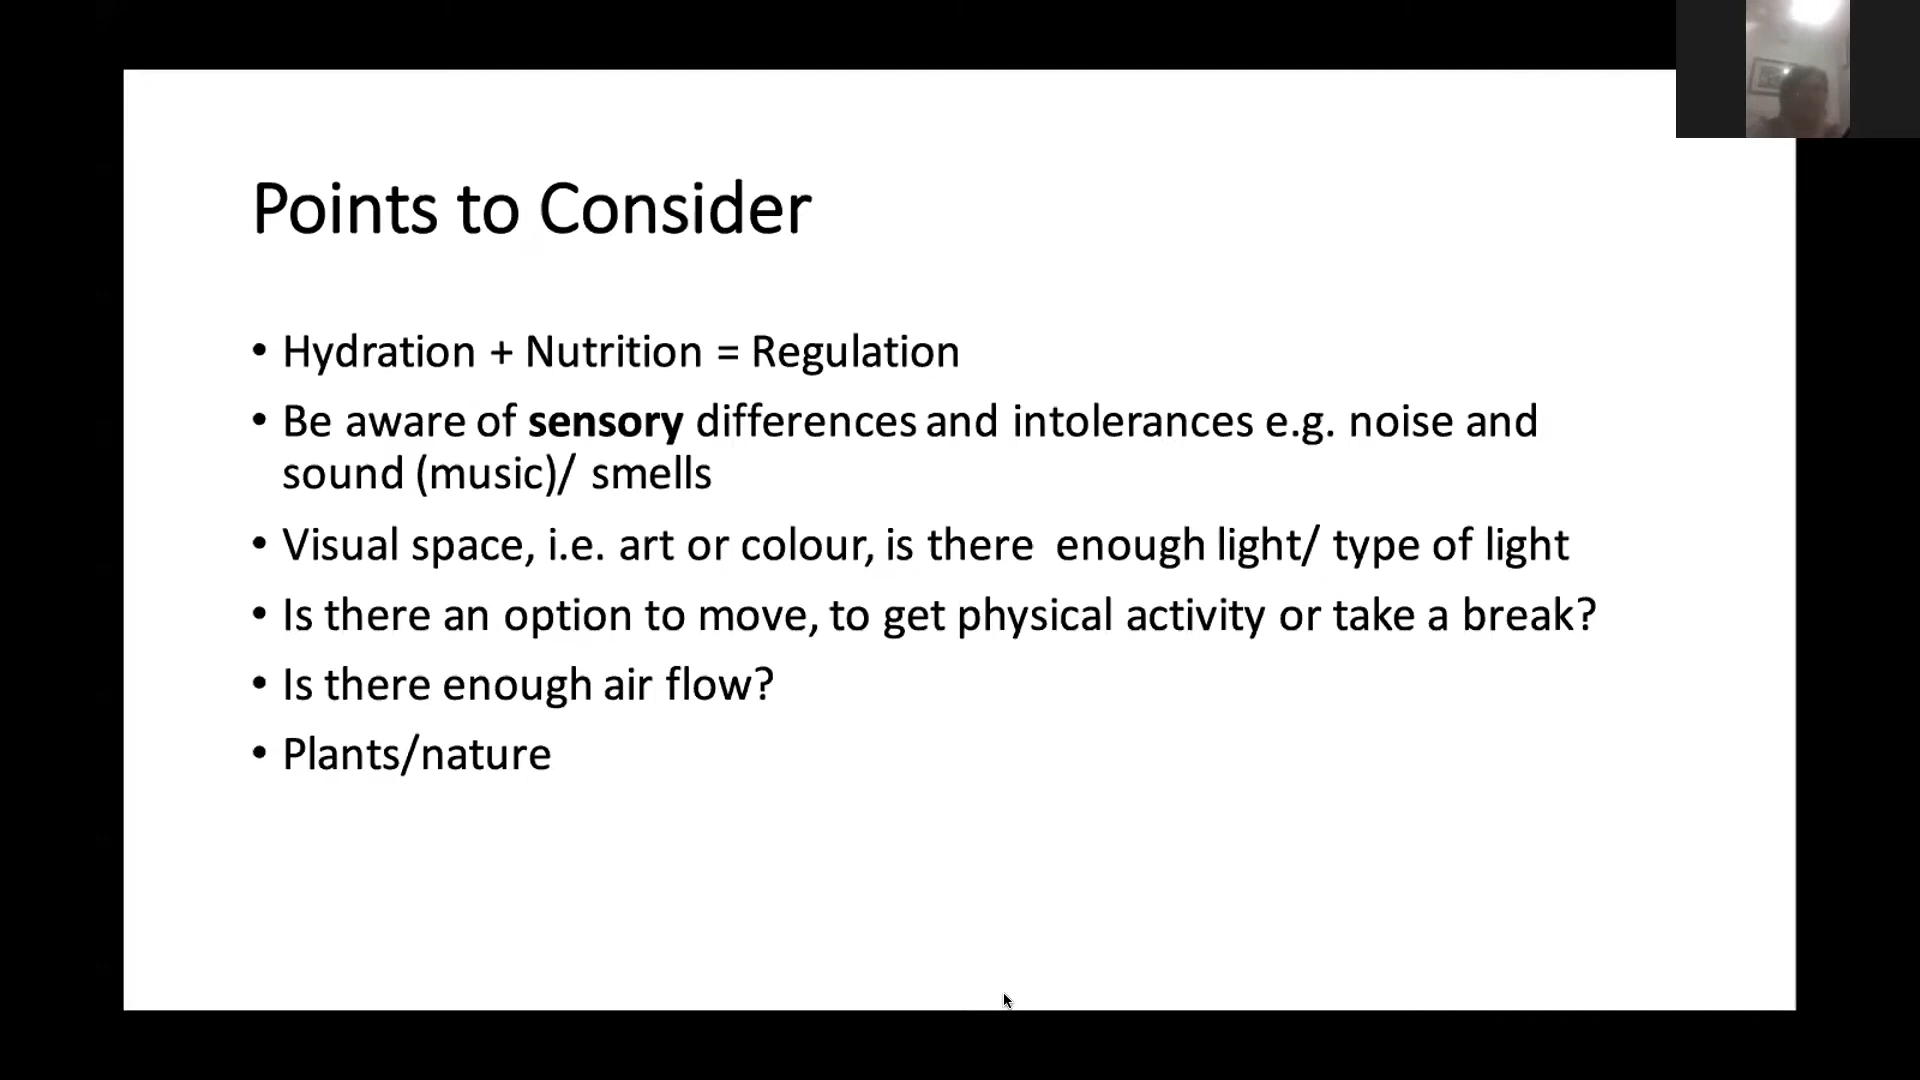 Points to Consider
• Hydration + Nutrition = Regulation
• Be aware of sensory differences and intolerances e.g. noise and
sound (music)/ smells
• Visual space, i.e. art or colour, is there enough light/ type of light
• Is there an option to move, to get physical activity or take a break?
• Is there enough air flow?
• Plants/nature